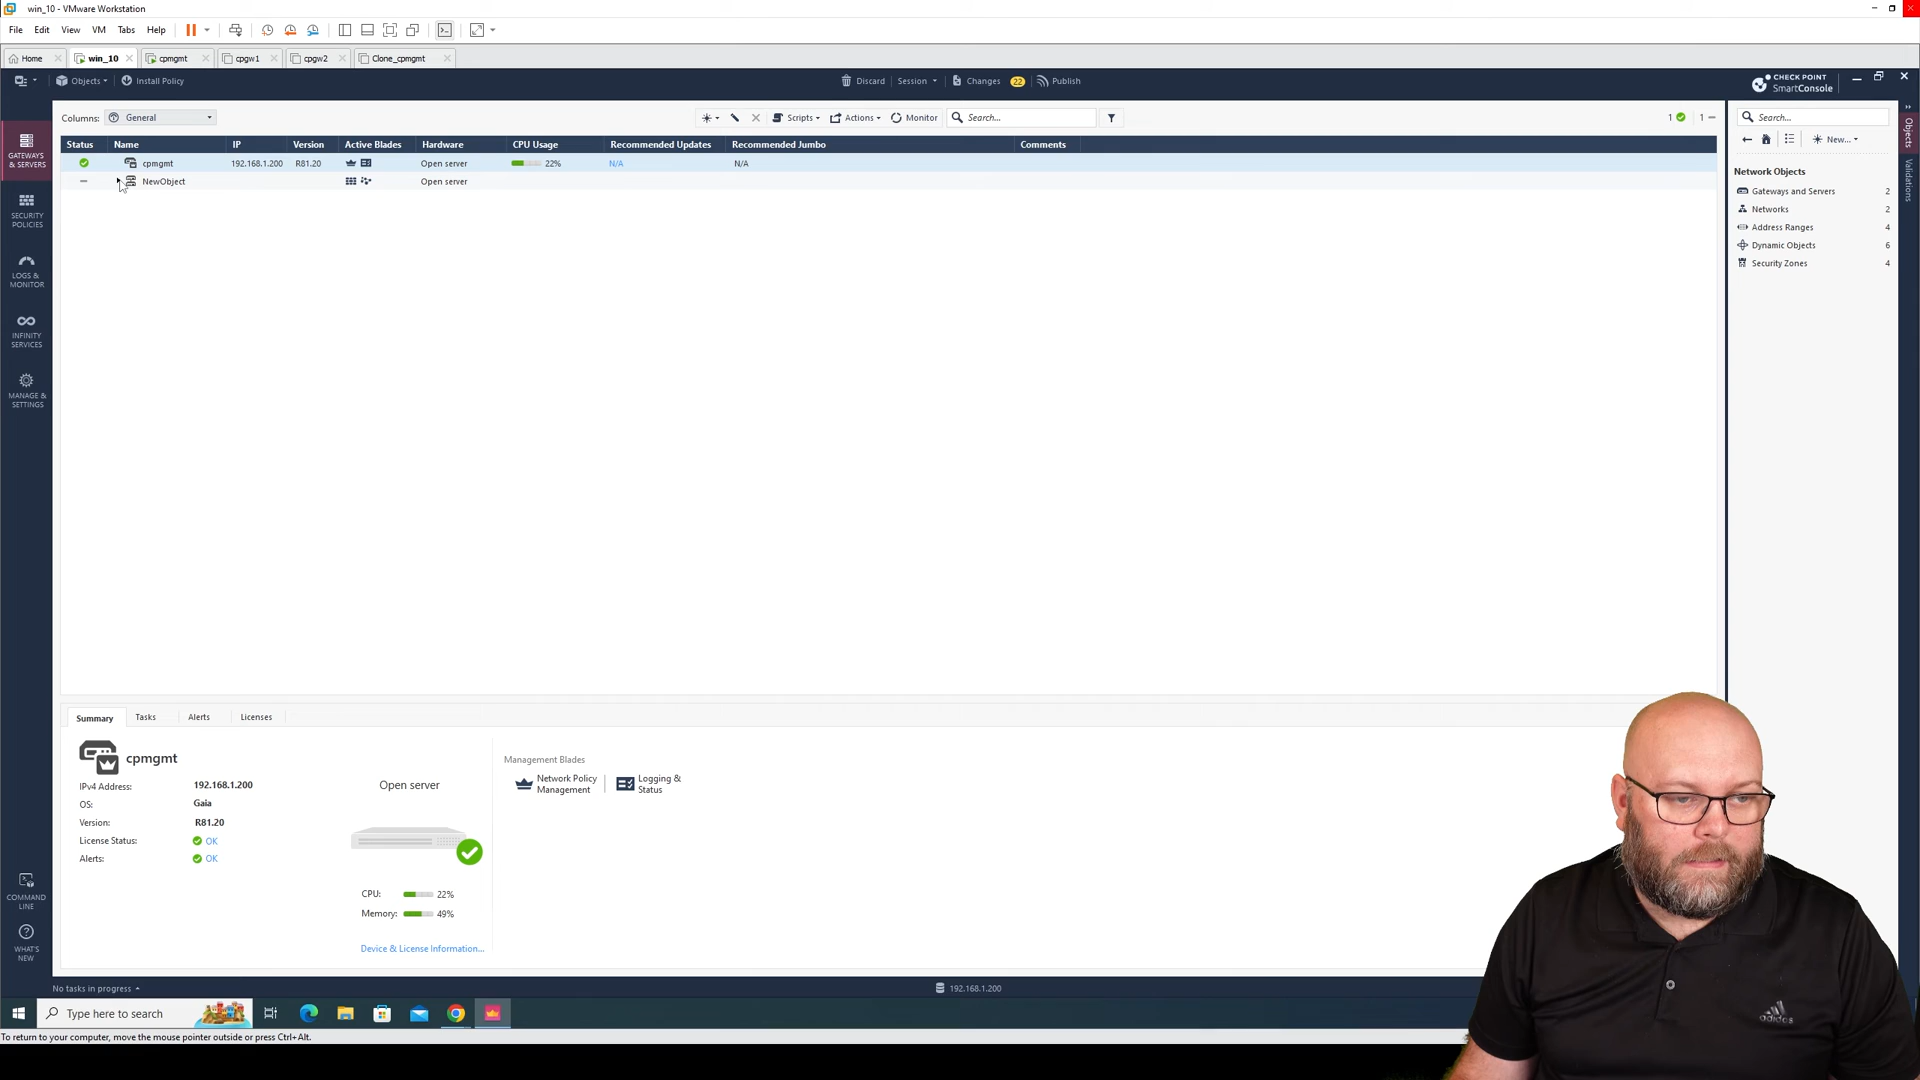 win_10 - VMware Workstation
File Edit View VM Tabs Help
Home win_10 cpmgmt cpgw1 cpgw2 Clone_cpmgmt
Objects Install Policy Discard Session Changes 22 Publish CHECK POINT SmartConsole
Columns: General Scripts Actions Monitor Search... 1 1 Search...
Status Name IP Version Active Blades Hardware CPU Usage Recommended Updates Recommended Jumbo Comments New...
cpmgmt 192.168.1.200 R81.20 Open server 22% N/A N/A
NewObject Open server
GATEWAYS & SERVERS
SECURITY POLICIES
LOGS & MONITOR
INFINITY SERVICES
MANAGE & SETTINGS
COMMAND LINE
WHAT'S NEW
Network Objects
Gateways and Servers 2
Networks 2
Address Ranges 4
Dynamic Objects 6
Security Zones 4
Objects
Validations
Summary Tasks Alerts Licenses
cpmgmt
IPv4 Address: 192.168.1.200
OS: Gaia
Version: R81.20
License Status: OK
Alerts: OK
Open server
CPU: 22%
Memory: 49%
Device & License Information...
Management Blades
Network Policy Management
Logging & Status
No tasks in progress 192.168.1.200
Type here to search
To return to your computer, move the mouse pointer outside or press Ctrl+Alt.
adidas